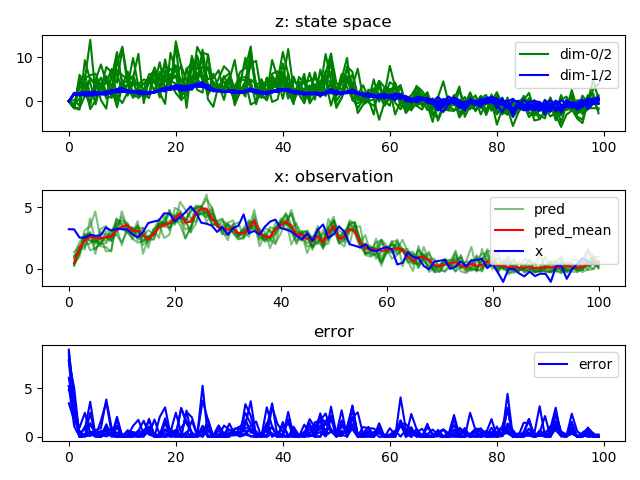 z: state space
10
0
dim-0/2
dim-1/2
0 20 40 60 80 100
x: observation
5
0
pred
pred_mean
x
0 20 40 60 80 100
error
5
0
error
0 20 40 60 80 100